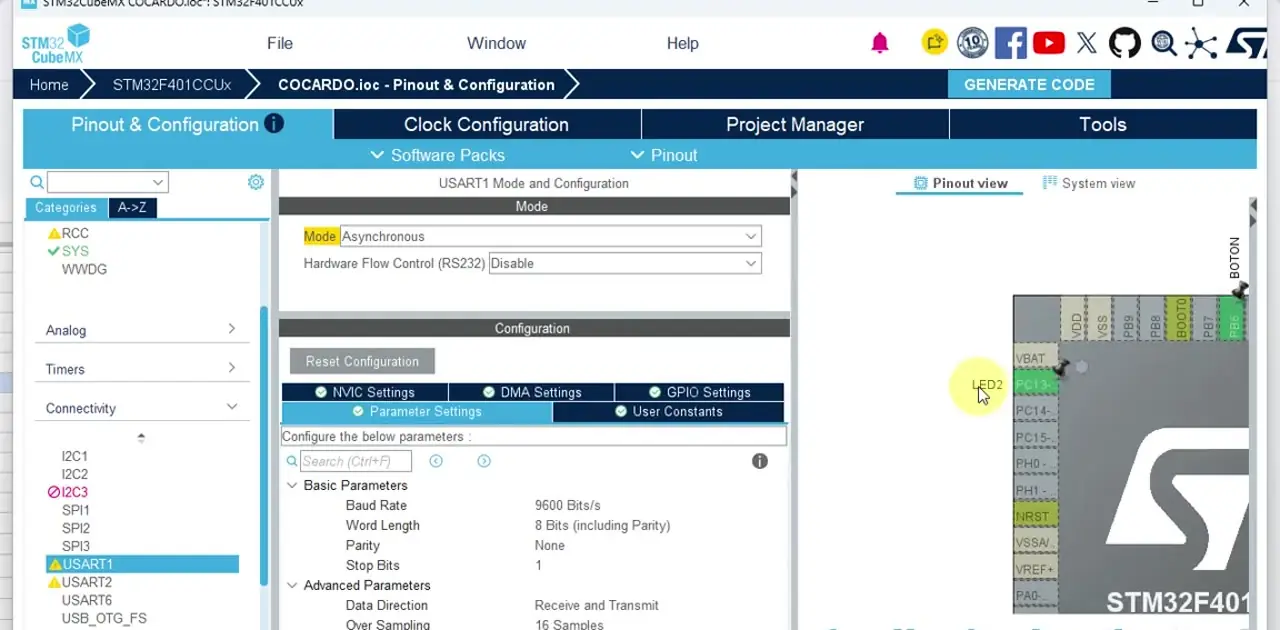 STM32CubeMX COCARDO.ioc*: STM32F401CCUx
STM32
CubeMX
File
Window
Help
10
Home
STM32F401CCUx
COCARDO.ioc - Pinout & Configuration
GENERATE CODE
Pinout & Configuration
Clock Configuration
Project Manager
Tools
Software Packs
Pinout
Categories
A->Z
RCC
SYS
WWDG
Analog
Timers
Connectivity
I2C1
I2C2
I2C3
SPI1
SPI2
SPI3
USART1
USART2
USART6
USB_OTG_FS
USART1 Mode and Configuration
Mode
Mode Asynchronous
Hardware Flow Control (RS232) Disable
Configuration
Reset Configuration
NVIC Settings
DMA Settings
GPIO Settings
Parameter Settings
User Constants
Configure the below parameters :
Search (Ctrl+F)
Basic Parameters
Baud Rate 9600 Bits/s
Word Length 8 Bits (including Parity)
Parity None
Stop Bits 1
Advanced Parameters
Data Direction Receive and Transmit
Over Sampling 16 Samples
Pinout view
System view
BOTON
VDD
VSS
PB9
PB8
BOOT0
PB7
PB6
VBAT
LED2
PC13-
PC14-
PC15-
PH0 -
PH1 -
NRST
VSSA/
VREF+
PA0-
STM32F401